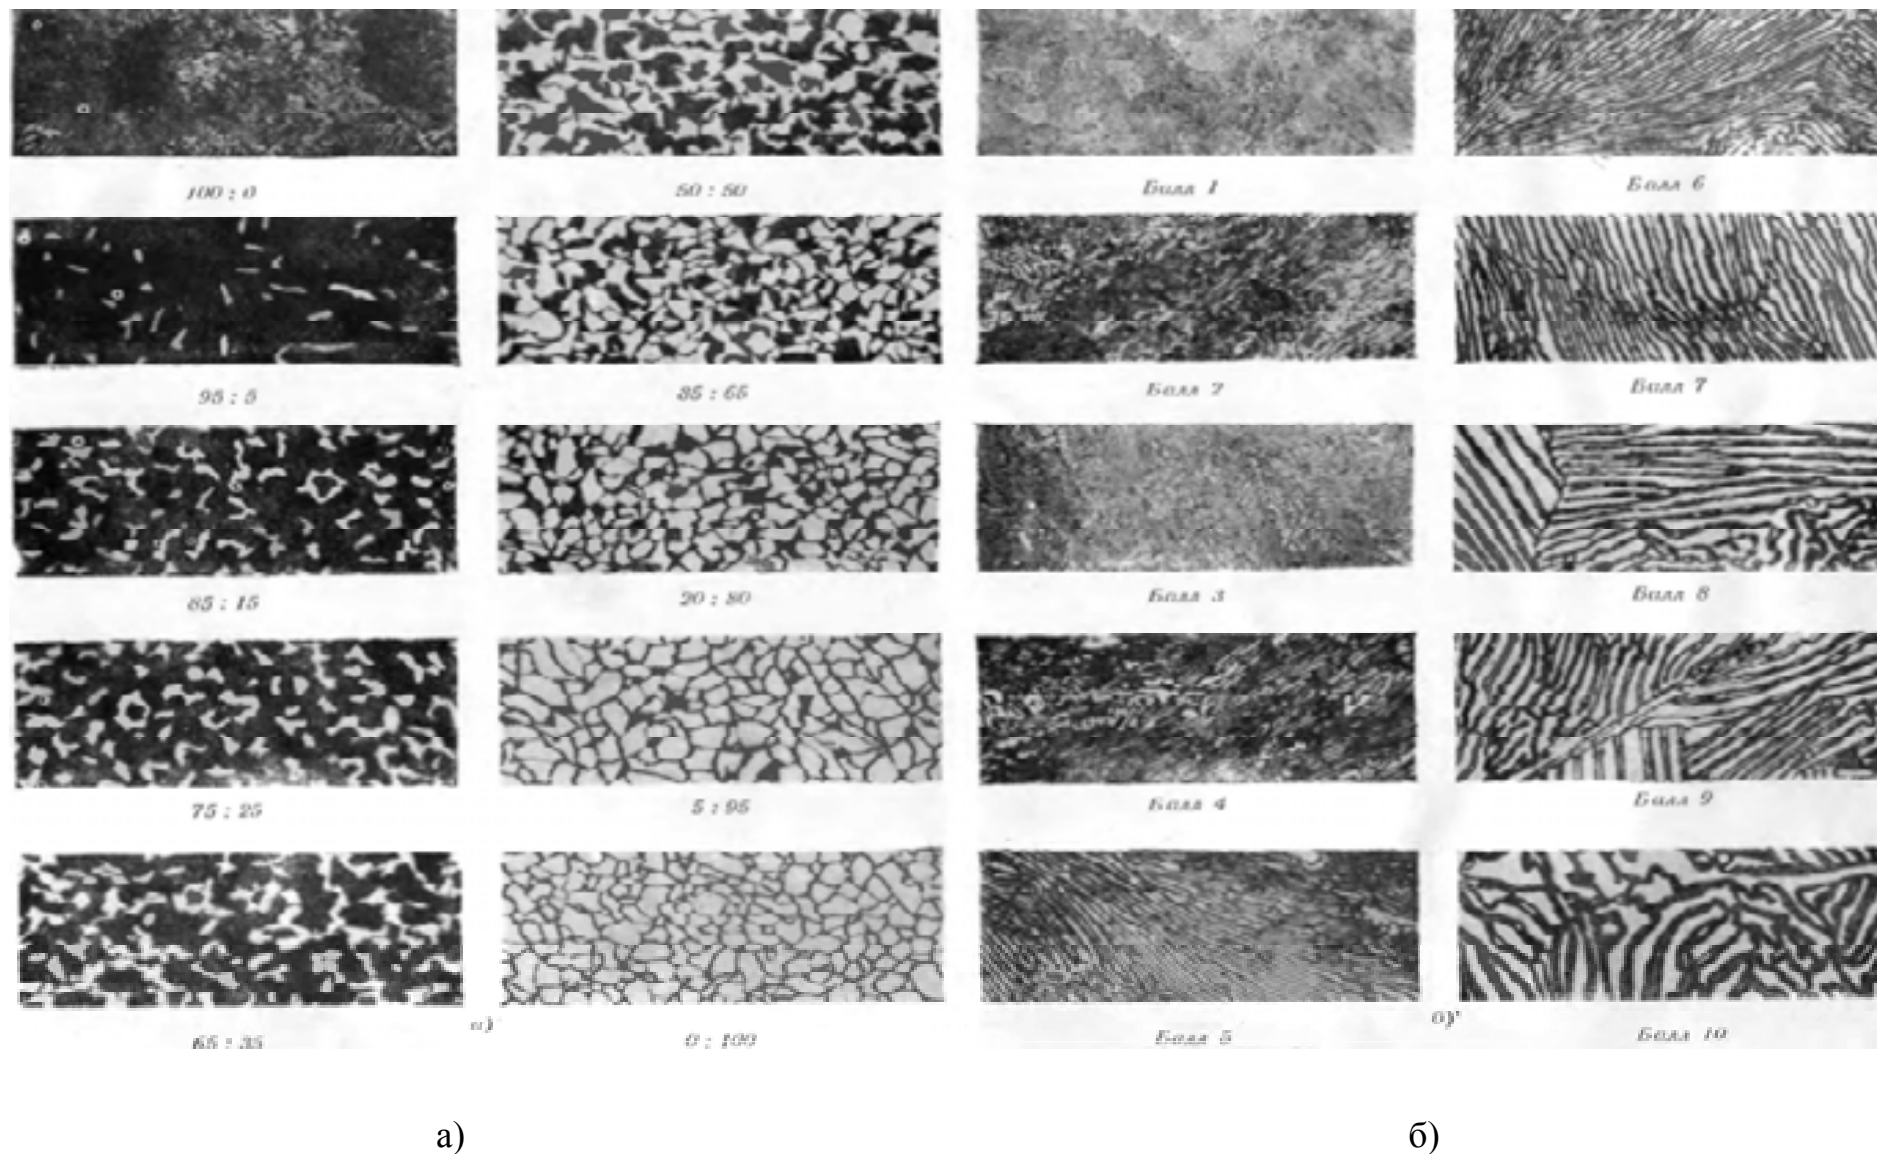 100 : 0
50 : 50
Балл 1
Балл 6
95 : 5
35 : 65
Балл 2
Балл 7
85 : 15
20 : 80
Балл 3
Балл 8
75 : 25
5 : 95
Балл 4
Балл 9
65 : 35
а)
0 : 100
Балл 5
б)
Балл 10
а)
б)